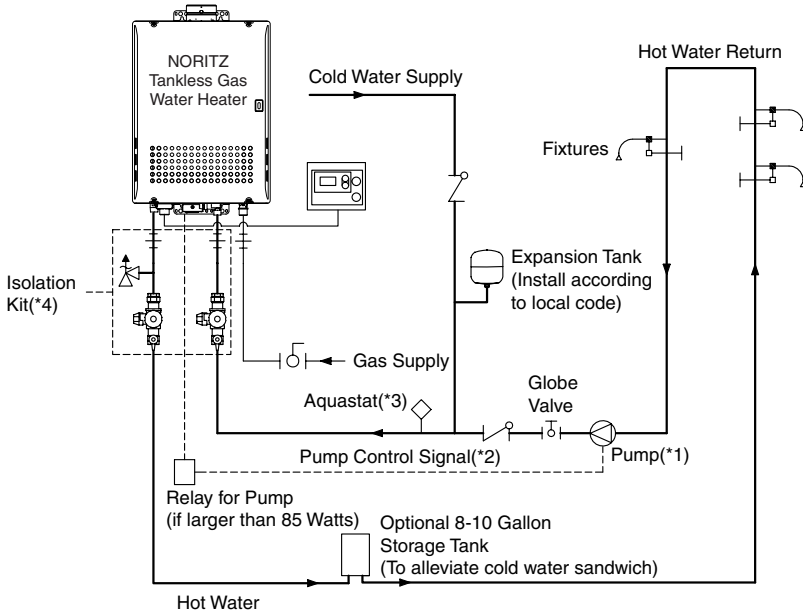 NORITZ
Tankless Gas
Water Heater
Cold Water Supply
Hot Water Return
Fixtures
Isolation
Kit(*4)
Expansion Tank
(Install according
to local code)
Gas Supply
Globe
Valve
Aquastat(*3)
Pump Control Signal(*2)
Pump(*1)
Relay for Pump
(if larger than 85 Watts)
Optional 8-10 Gallon
Storage Tank
(To alleviate cold water sandwich)
Hot Water